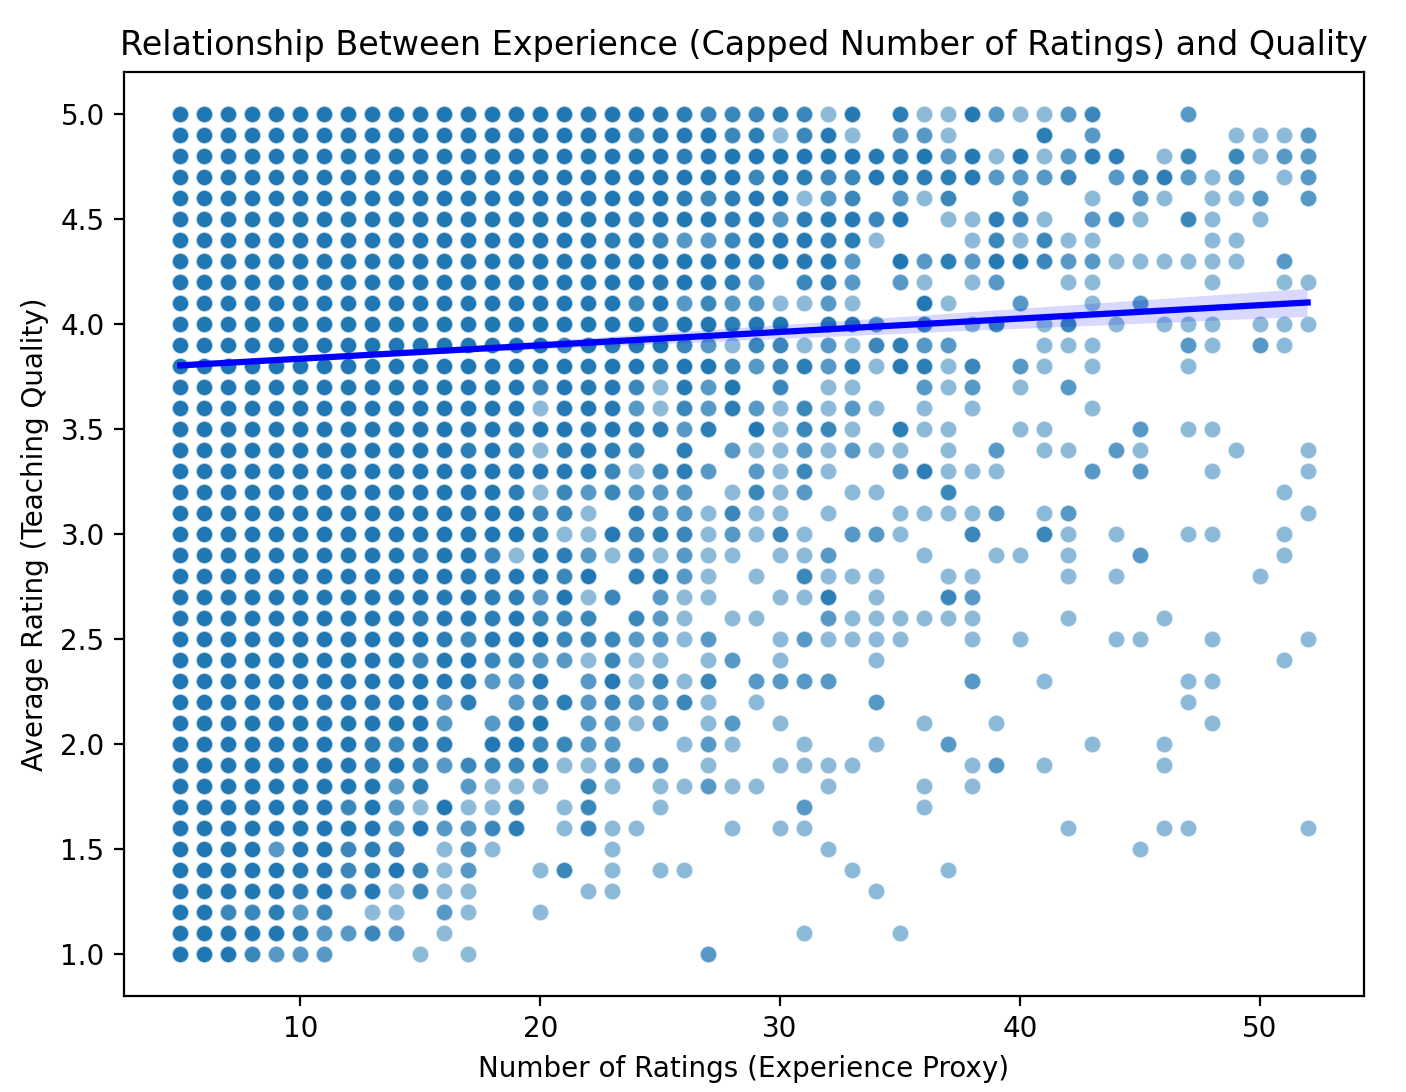 Relationship Between Experience (Capped Number of Ratings) and Quality
5.0
4.5
4.0
3.5
3.0
2.5
2.0
1.5
1.0
Average Rating (Teaching Quality)
10 20 30 40 50
Number of Ratings (Experience Proxy)